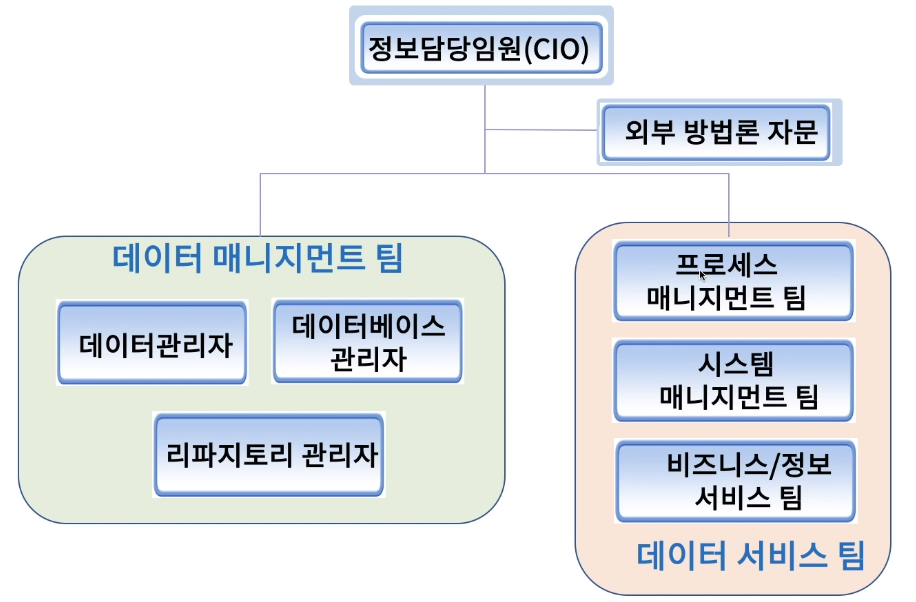 정보담당임원(CIO)
외부 방법론 자문
데이터 매니지먼트 팀
데이터관리자
데이터베이스
관리자
리파지토리 관리자
프로세스
매니지먼트 팀
시스템
매니지먼트 팀
비즈니스/정보
서비스 팀
데이터 서비스 팀